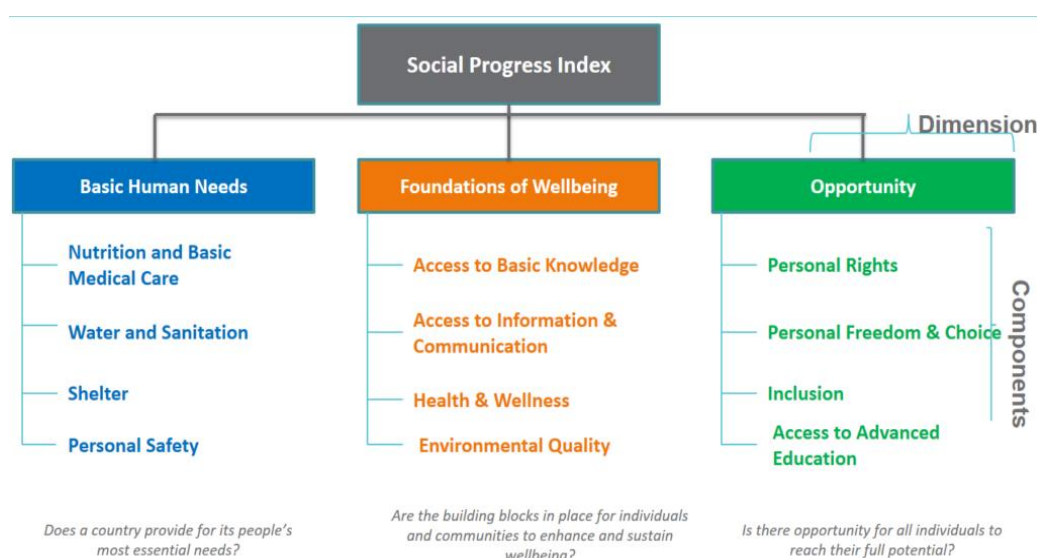 Social Progress Index
Dimension
Basic Human Needs
Nutrition and Basic
Medical Care
Water and Sanitation
Shelter
Personal Safety
Does a country provide for its people's
most essential needs?
Foundations of Wellbeing
Access to Basic Knowledge
Access to Information &
Communication
Health & Wellness
Environmental Quality
Are the building blocks in place for individuals
and communities to enhance and sustain
wellbeing?
Opportunity
Personal Rights
Personal Freedom & Choice
Inclusion
Access to Advanced
Education
Components
Is there opportunity for all individuals to
reach their full potential?